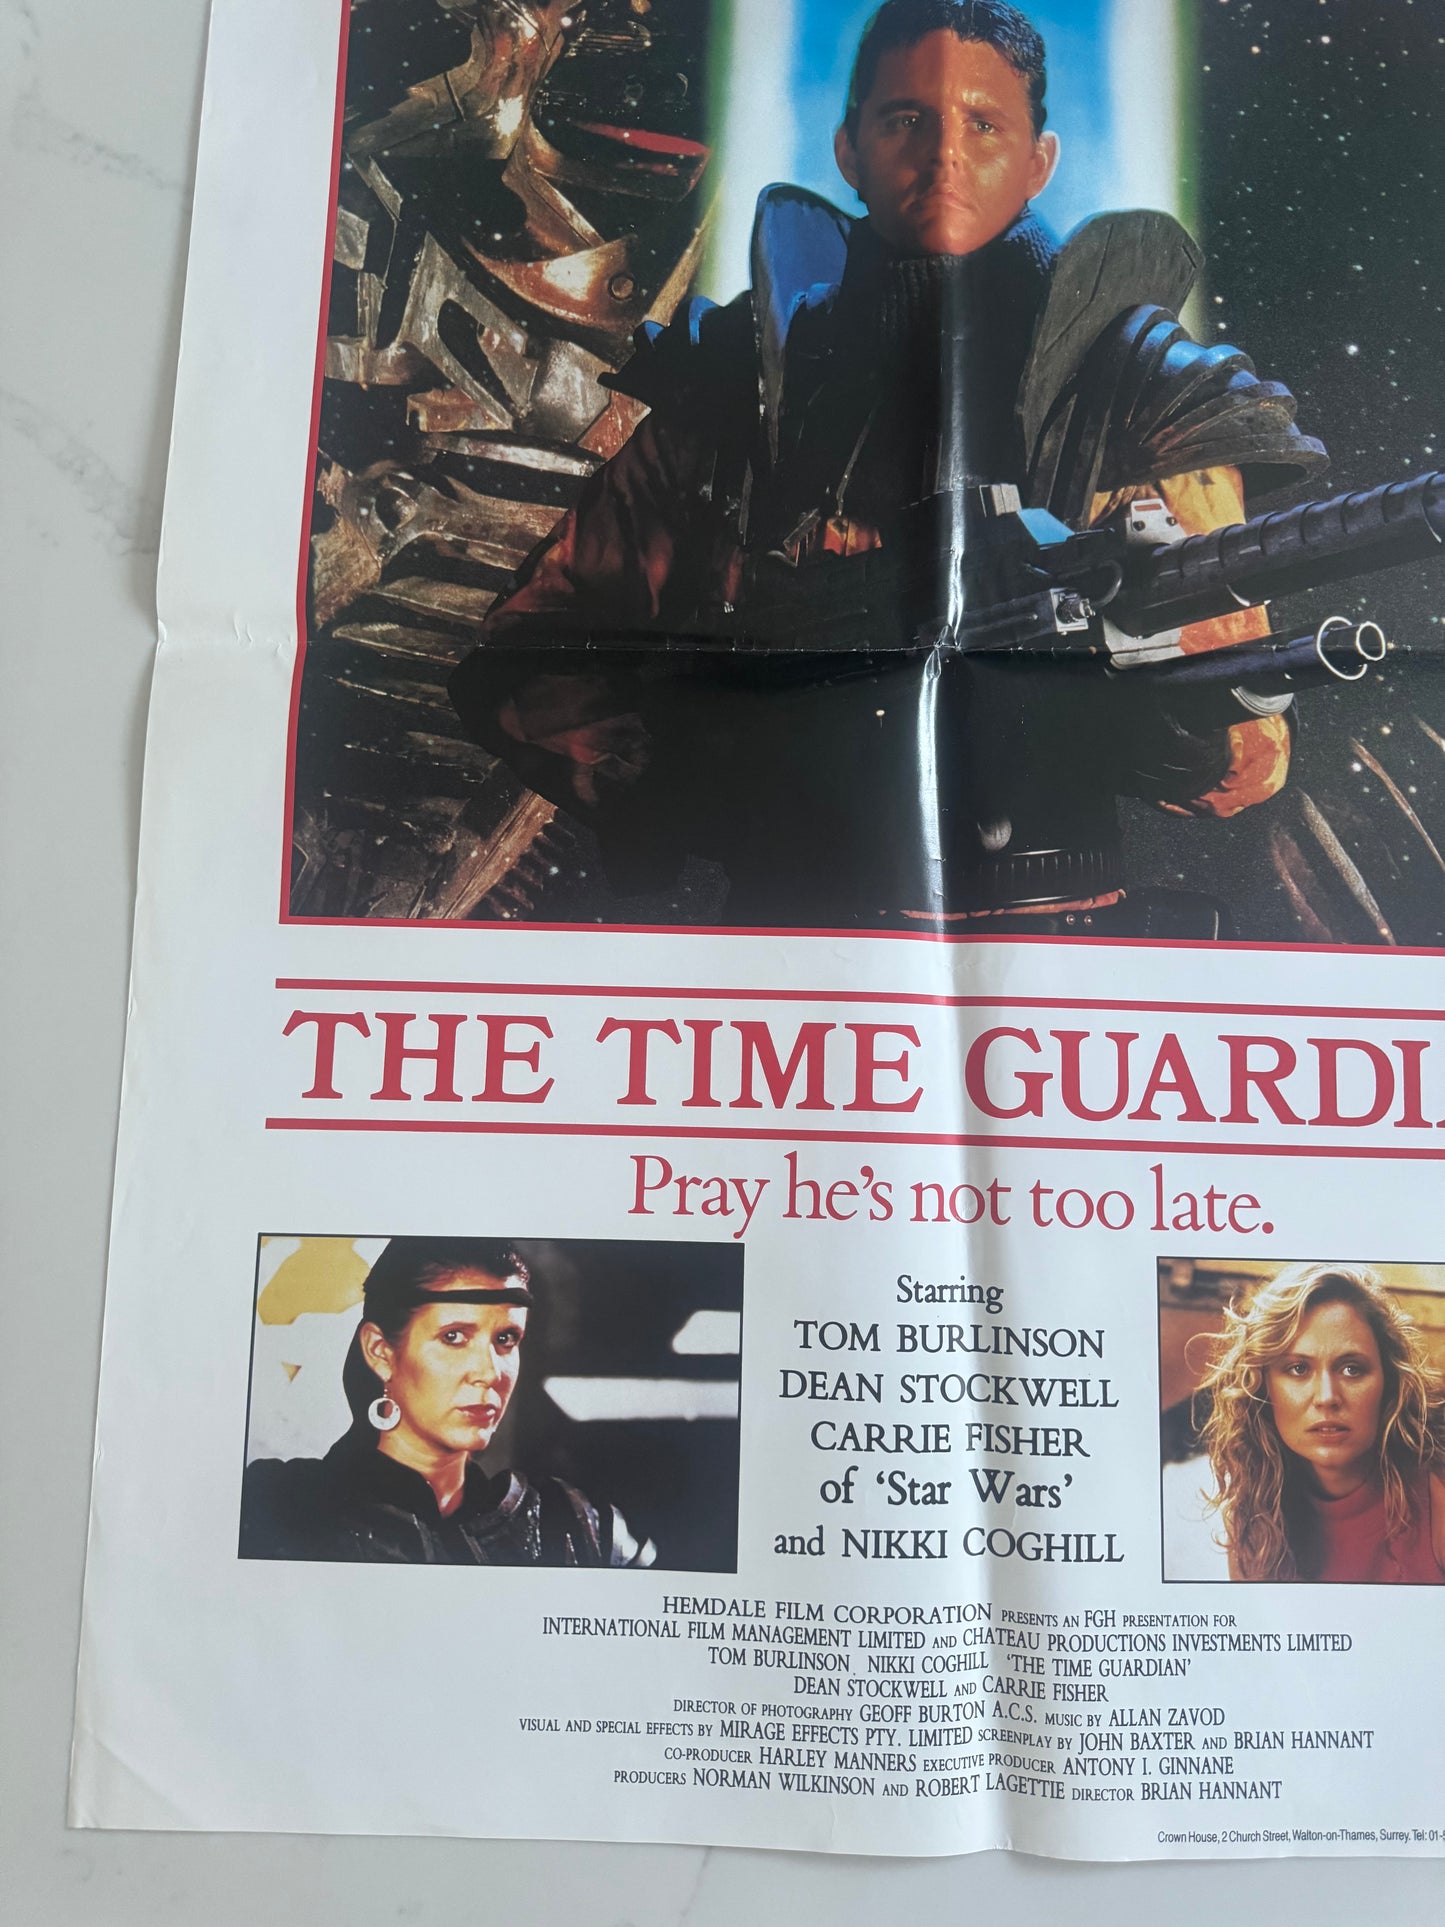 THE TIME GUARDI
Pray he's not too late.
Starring
TOM BURLINSON
DEAN STOCKWELL
CARRIE FISHER
of 'Star Wars'
and NIKKI COGHILL
HEMDALE FILM CORPORATION PRESENTS AN FGH PRESENTATION FOR
INTERNATIONAL FILM MANAGEMENT LIMITED AND CHATEAU PRODUCTIONS INVESTMENTS LIMITED
TOM BURLINSON, NIKKI COGHILL 'THE TIME GUARDIAN'
DEAN STOCKWELL AND CARRIE FISHER
DIRECTOR OF PHOTOGRAPHY GEOFF BURTON A.C.S. MUSIC BY ALLAN ZAVOD
VISUAL AND SPECIAL EFFECTS BY MIRAGE EFFECTS PTY. LIMITED SCREENPLAY BY JOHN BAXTER AND BRIAN HANNANT
CO-PRODUCER HARLEY MANNERS EXECUTIVE PRODUCER ANTONY I. GINNANE
PRODUCERS NORMAN WILKINSON AND ROBERT LAGETTIE DIRECTOR BRIAN HANNANT
Crown House, 2 Church Street, Walton-on-Thames, Surrey. Tel: 01-